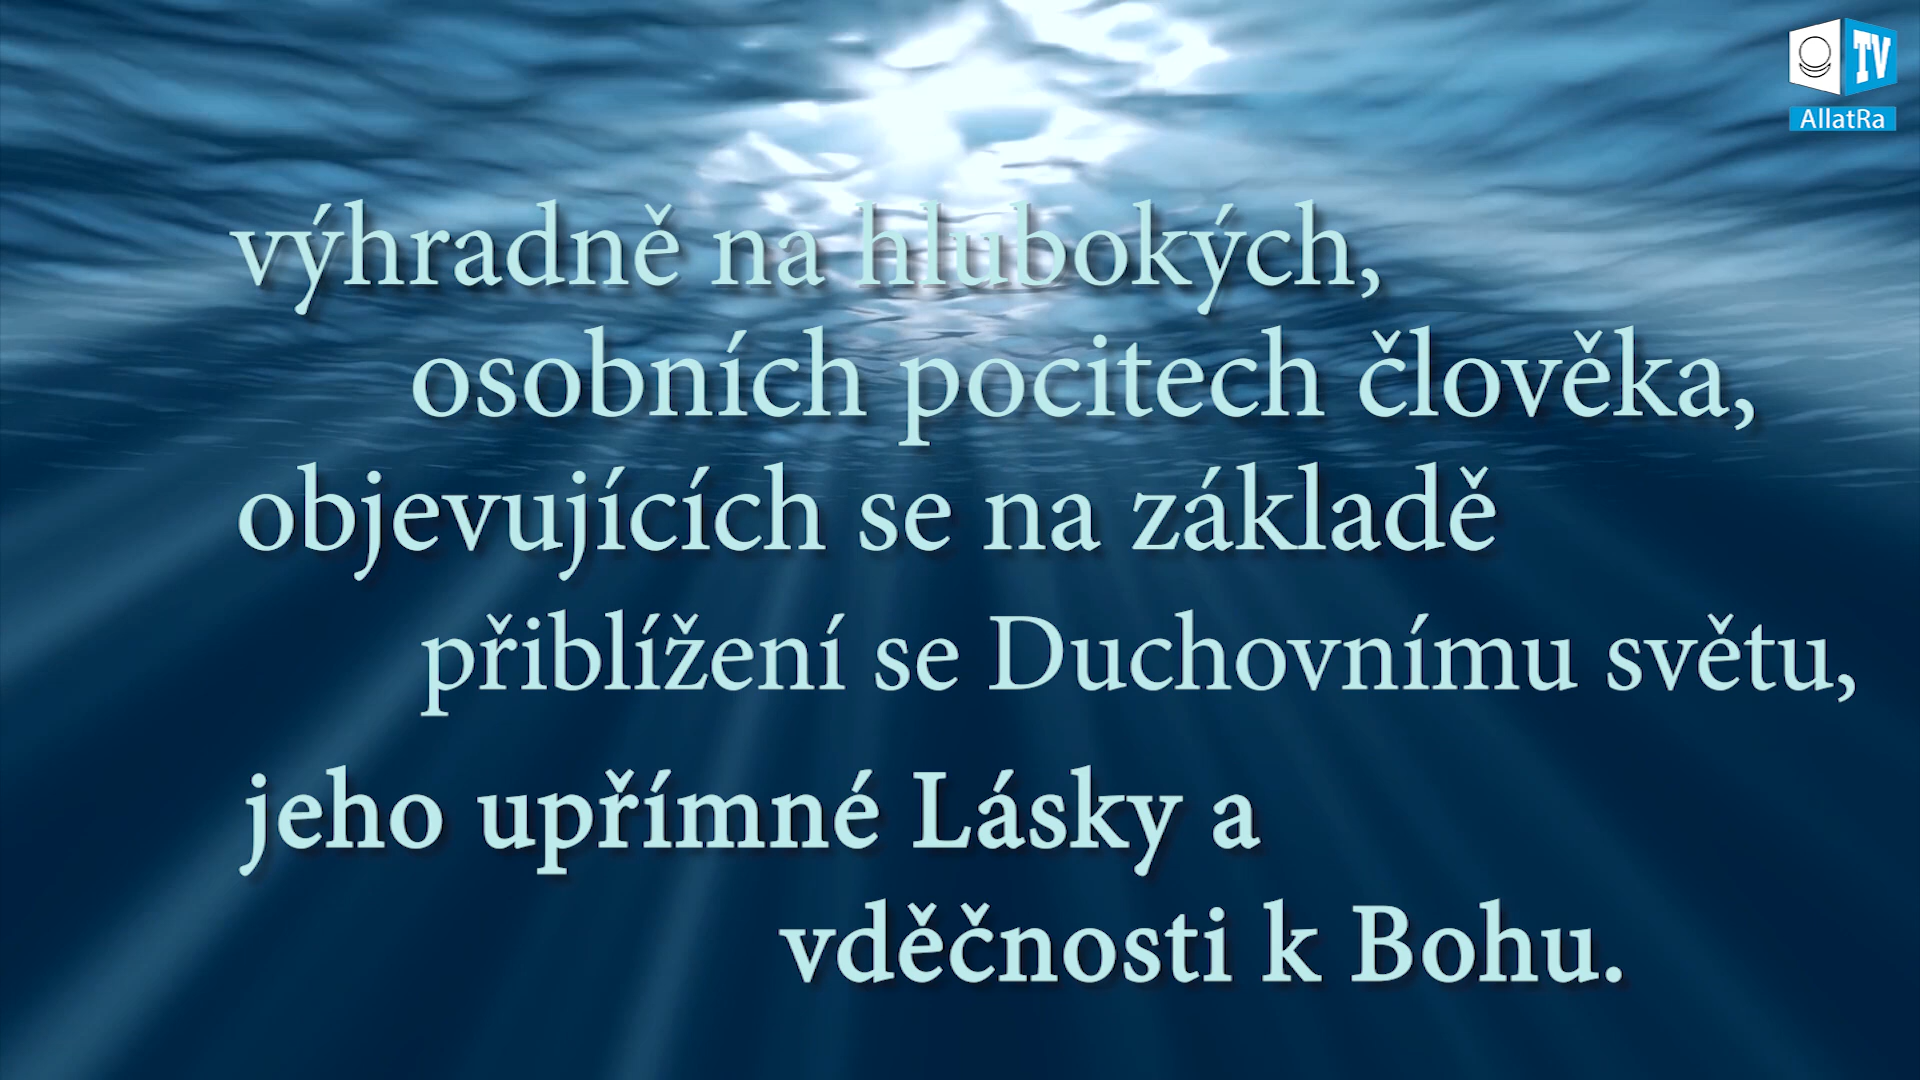 TV
AllatRa
výhradně na hlubokých,
osobních pocitech člověka,
objevujících se na základě
přiblížení se Duchovnímu světu,
jeho upřímné Lásky a
vděčnosti k Bohu.